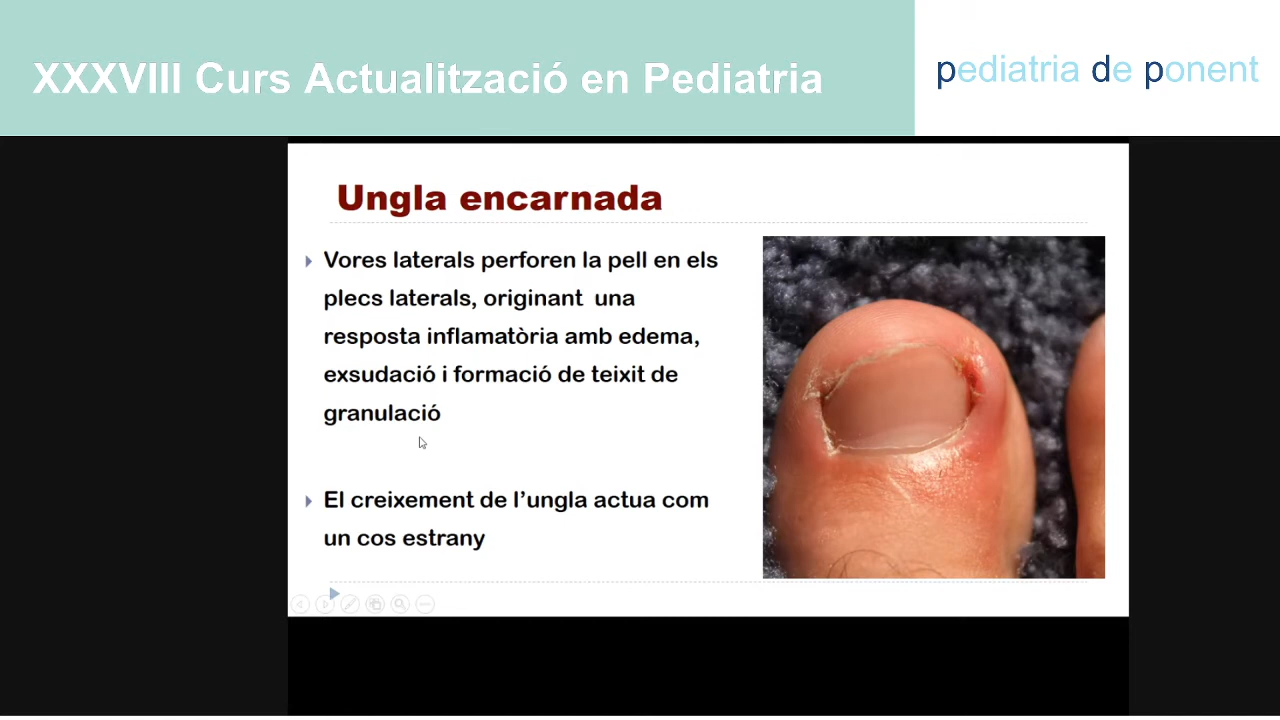 XXXVIII Curs Actualització en Pediatria
pediatria de ponent
Ungla encarnada
Vores laterals perforen la pell en els
plecs laterals, originant una
resposta inflamatòria amb edema,
exsudació i formació de teixit de
granulació
El creixement de l’ungla actua com
un cos estrany